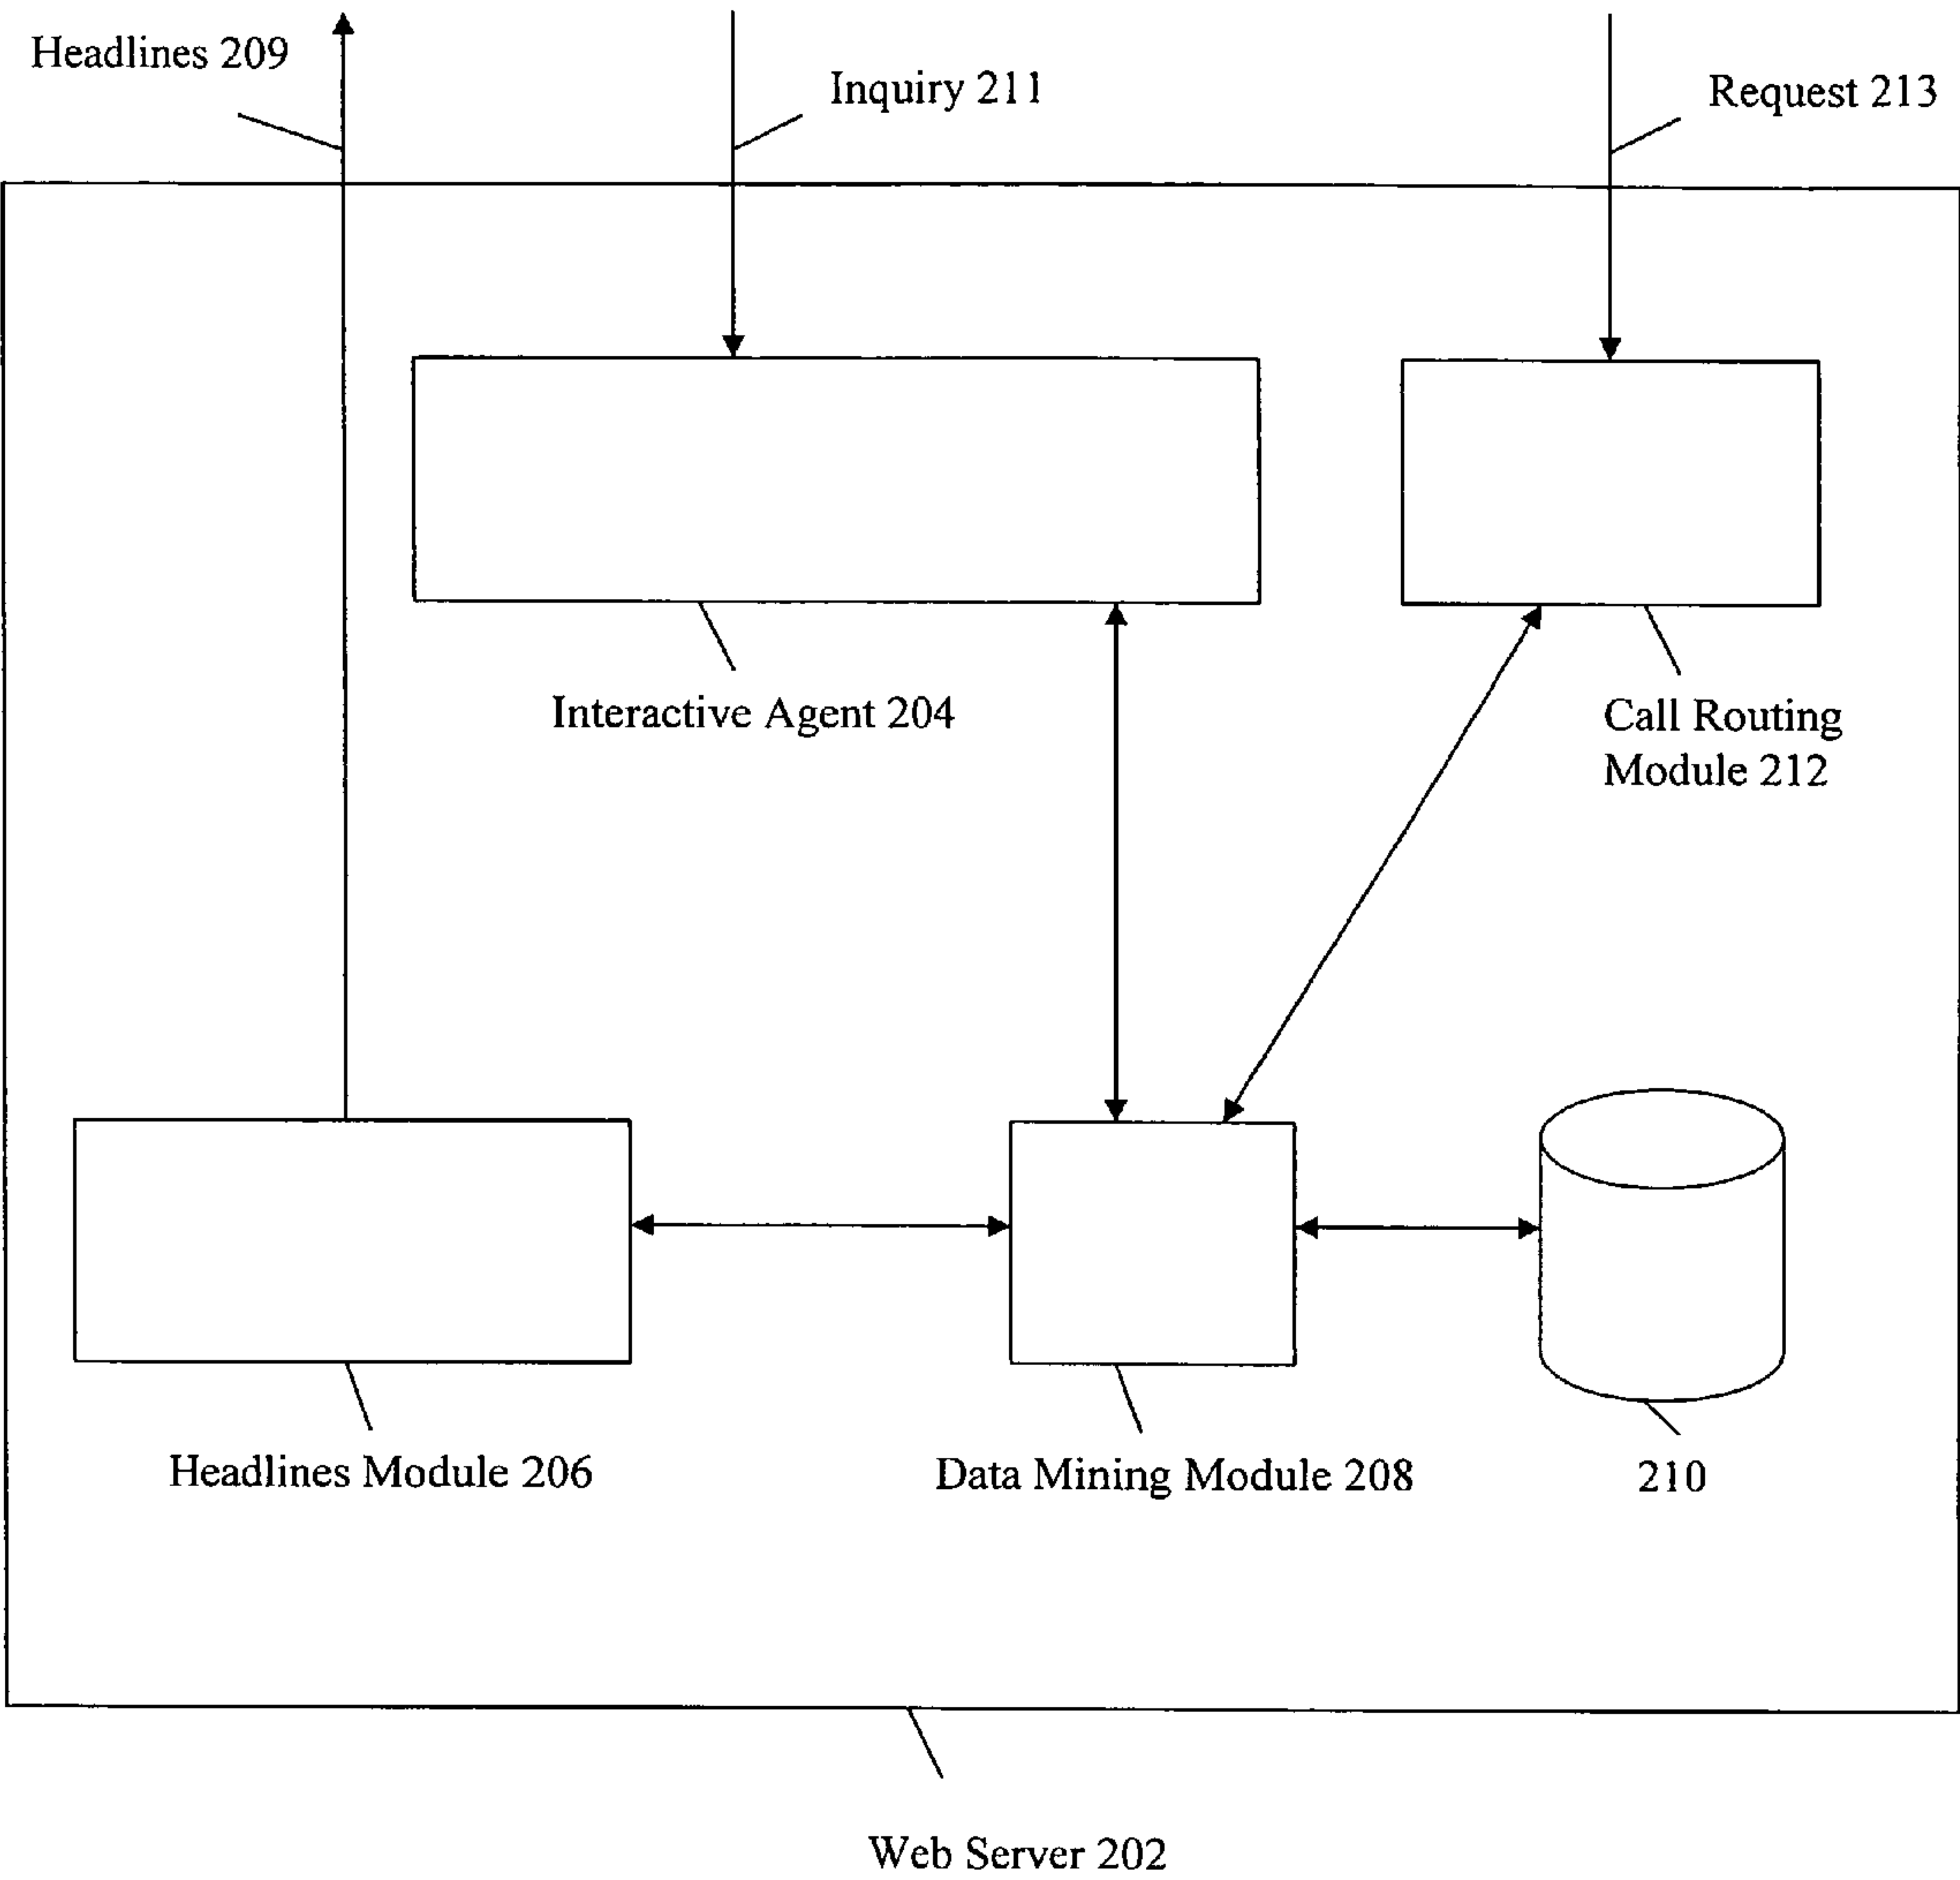 Headlines 209
Inquiry 211
Request 213
Interactive Agent 204
Call Routing
Module 212
Headlines Module 206
Data Mining Module 208
210
Web Server 202